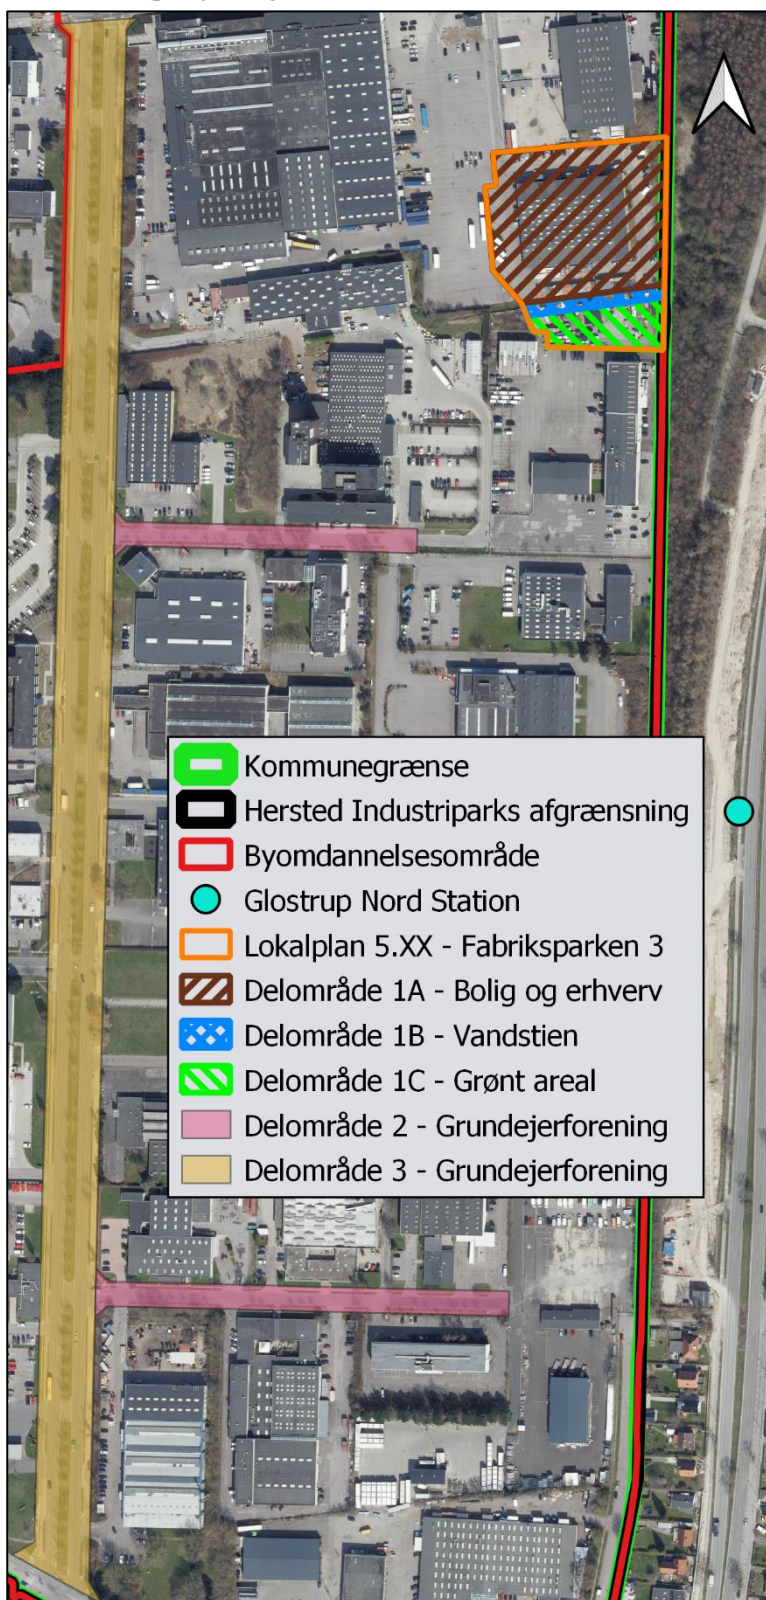 Kommunegrænse
Hersted Industriparks afgrænsning
Byomdannelsesområde
Glostrup Nord Station
Lokalplan 5.XX - Fabriksparken 3
Delområde 1A - Bolig og erhverv
Delområde 1B - Vandstien
Delområde 1C - Grønt areal
Delområde 2 - Grundejerforening
Delområde 3 - Grundejerforening